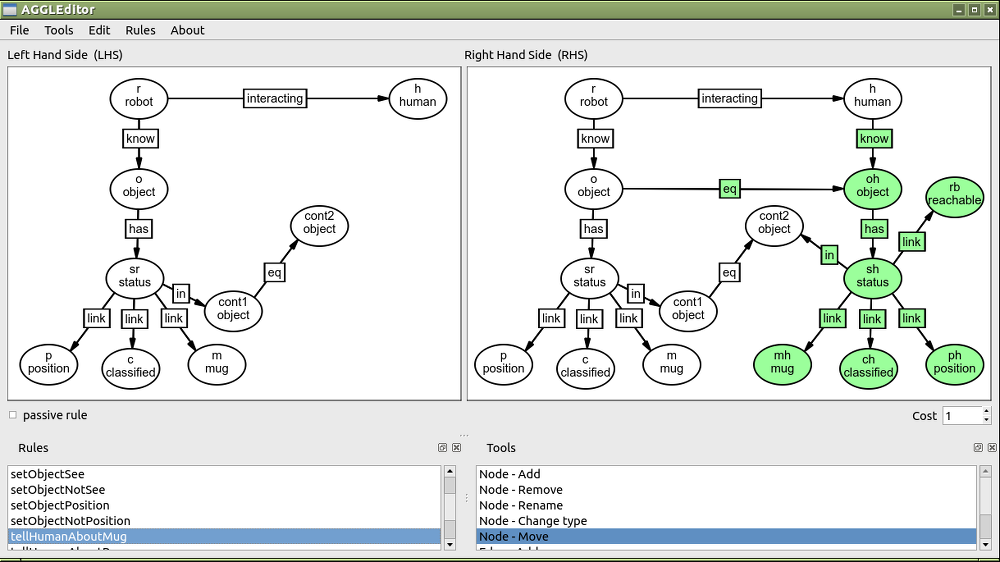 AGGLEditor
File Tools Edit Rules About
Left Hand Side (LHS)
Right Hand Side (RHS)
r
robot
interacting
h
human
know
o
object
has
cont2
object
sr
status
in
eq
cont1
object
link
link
link
p
position
c
classified
m
mug
r
robot
interacting
h
human
know
know
o
object
eq
oh
object
rb
reachable
has
cont2
object
has
link
in
sr
status
in
eq
sh
status
cont1
object
link
link
link
link
link
link
p
position
c
classified
m
mug
mh
mug
ch
classified
ph
position
passive rule
Cost 1
Rules
setObjectSee
setObjectNotSee
setObjectPosition
setObjectNotPosition
tellHumanAboutMug
Tools
Node - Add
Node - Remove
Node - Rename
Node - Change type
Node - Move